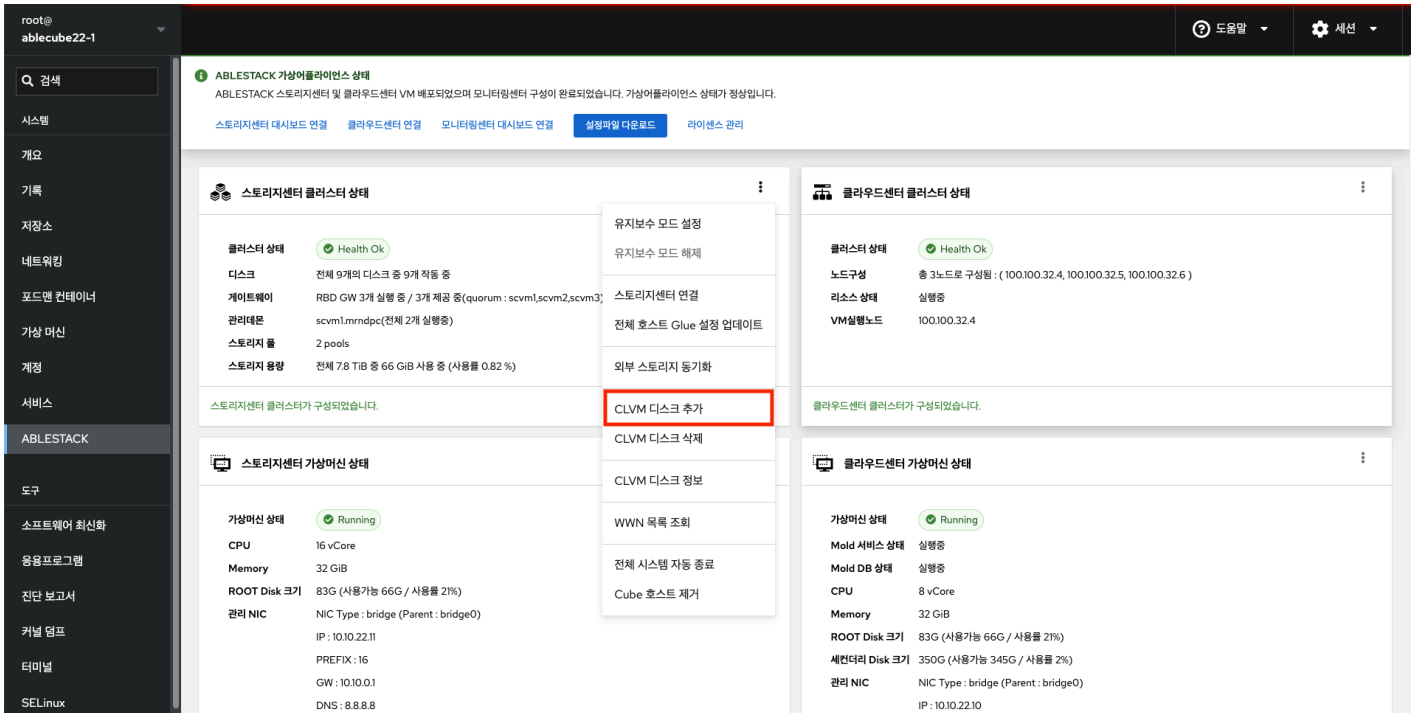 root@
ablecube22-1
도움말
세션
검색
시스템
개요
기록
저장소
네트워킹
포드맨 컨테이너
가상 머신
계정
서비스
ABLESTACK
도구
소프트웨어 최신화
응용프로그램
진단 보고서
커널 덤프
터미널
SELinux
ABLESTACK 가상어플라이언스 상태
ABLESTACK 스토리지센터 및 클라우드센터 VM 배포되었으며 모니터링센터 구성이 완료되었습니다. 가상어플라이언스 상태가 정상입니다.
스토리지센터 대시보드 연결 클라우드센터 연결 모니터링센터 대시보드 연결 설정파일 다운로드 라이센스 관리
스토리지센터 클러스터 상태
클러스터 상태 Health Ok
디스크 전체 9개의 디스크 중 9개 작동 중
게이트웨이 RBD GW 3개 실행 중 / 3개 제공 중(quorum : scvm1,scvm2,scvm3)
관리데몬 scvm1.mrndpc(전체 2개 실행중)
스토리지 풀 2 pools
스토리지 용량 전체 7.8 TiB 중 66 GiB 사용 중 (사용률 0.82 %)
스토리지센터 클러스터가 구성되었습니다.
유지보수 모드 설정
유지보수 모드 해제
스토리지센터 연결
전체 호스트 Glue 설정 업데이트
외부 스토리지 동기화
CLVM 디스크 추가
CLVM 디스크 삭제
CLVM 디스크 정보
WWN 목록 조회
전체 시스템 자동 종료
Cube 호스트 제거
클라우드센터 클러스터 상태
클러스터 상태 Health Ok
노드구성 총 3노드로 구성됨 : ( 100.100.32.4, 100.100.32.5, 100.100.32.6 )
리소스 상태 실행중
VM실행노드 100.100.32.4
클라우드센터 클러스터가 구성되었습니다.
스토리지센터 가상머신 상태
가상머신 상태 Running
CPU 16 vCore
Memory 32 GiB
ROOT Disk 크기 83G (사용가능 66G / 사용률 21%)
관리 NIC NIC Type : bridge (Parent : bridge0)
IP : 10.10.22.11
PREFIX : 16
GW : 10.10.0.1
DNS : 8.8.8.8
클라우드센터 가상머신 상태
가상머신 상태 Running
Mold 서비스 상태 실행중
Mold DB 상태 실행중
CPU 8 vCore
Memory 32 GiB
ROOT Disk 크기 83G (사용가능 66G / 사용률 21%)
세컨더리 Disk 크기 350G (사용가능 345G / 사용률 2%)
관리 NIC NIC Type : bridge (Parent : bridge0)
IP : 10.10.22.10